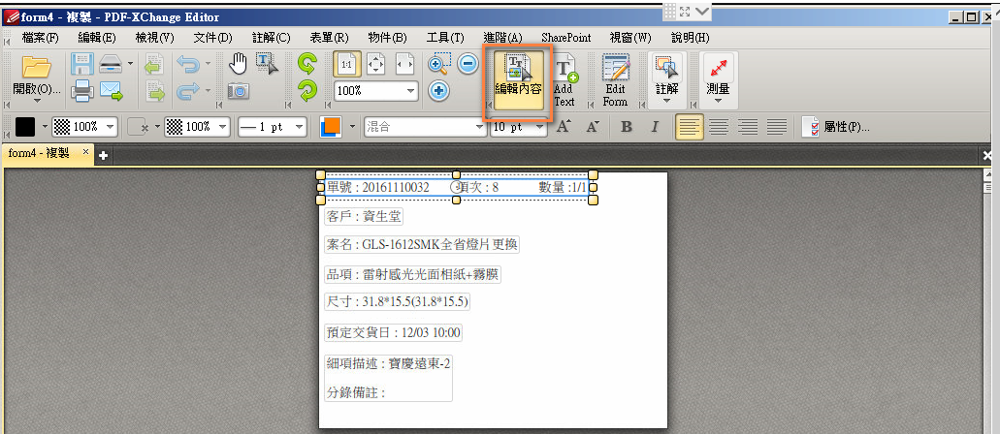 form4 - 複製 - PDF-XChange Editor
檔案(F) 編輯(E) 檢視(V) 文件(D) 註解(C) 表單(R) 物件(B) 工具(T) 進階(A) SharePoint 視窗(W) 說明(H)
開啟(O)... 1:1 100% 編輯內容 Add Text Edit Form 註解 測量
100% x 100% 1 pt 混合 10 pt A A B I 屬性(P)...
form4 - 複製 ×
單號 : 20161110032 項次 : 8 數量 :1/1
客戶 : 資生堂
案名 : GLS-1612SMK全省燈片更換
品項 : 雷射感光光面相紙+霧膜
尺寸 : 31.8*15.5(31.8*15.5)
預定交貨日 : 12/03 10:00
細項描述 : 寶慶遠東-2
分錄備註 :